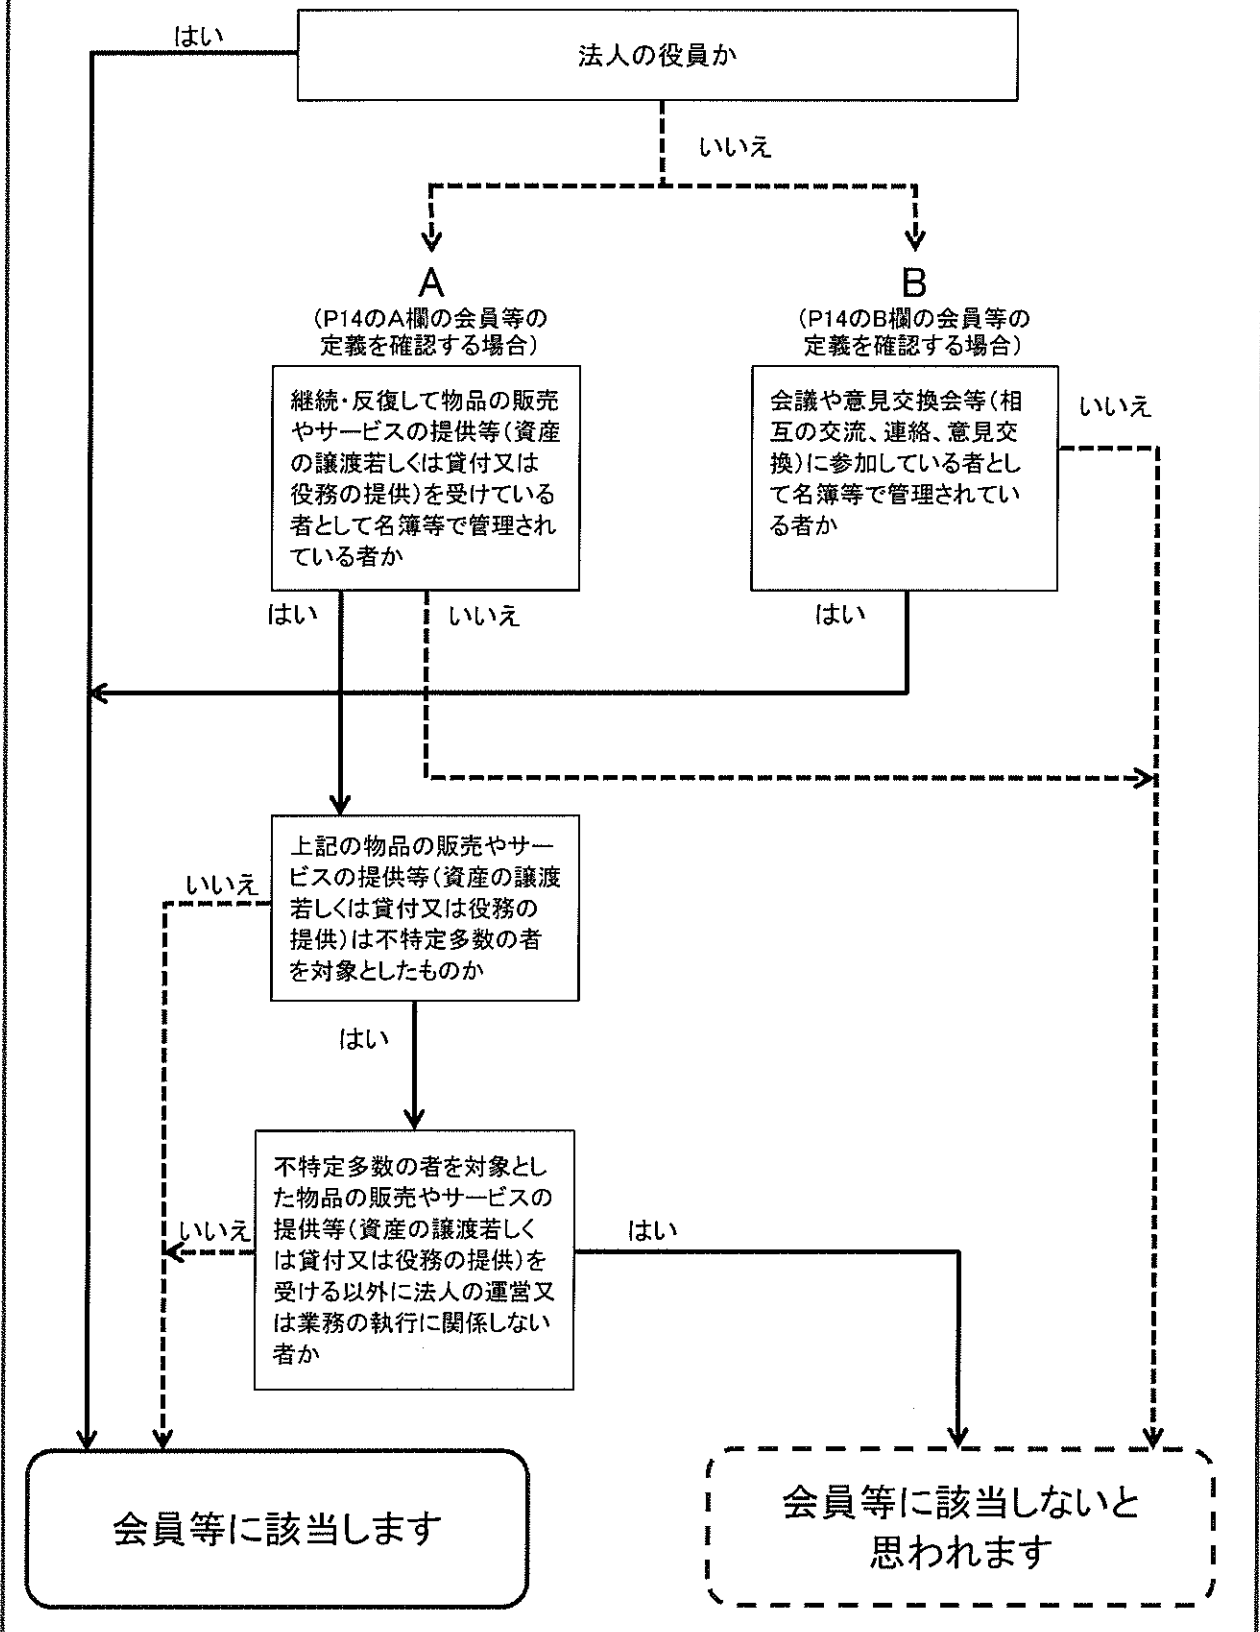 はい
法人の役員か
いいえ
A
(P14のA欄の会員等の
定義を確認する場合)
B
(P14のB欄の会員等の
定義を確認する場合)
継続・反復して物品の販売
やサービスの提供等(資産
の譲渡若しくは貸付又は
役務の提供)を受けている
者として名簿等で管理され
ている者か
会議や意見交換会等(相
互の交流、連絡、意見交
換)に参加している者とし
て名簿等で管理されてい
る者か
いいえ
はい
いいえ
はい
上記の物品の販売やサー
ビスの提供等(資産の譲渡
若しくは貸付又は役務の
提供)は不特定多数の者
を対象としたものか
いいえ
はい
不特定多数の者を対象とし
た物品の販売やサービスの
提供等(資産の譲渡若しく
は貸付又は役務の提供)を
受ける以外に法人の運営又
は業務の執行に関係しない
者か
いいえ
はい
会員等に該当します
会員等に該当しないと
思われます